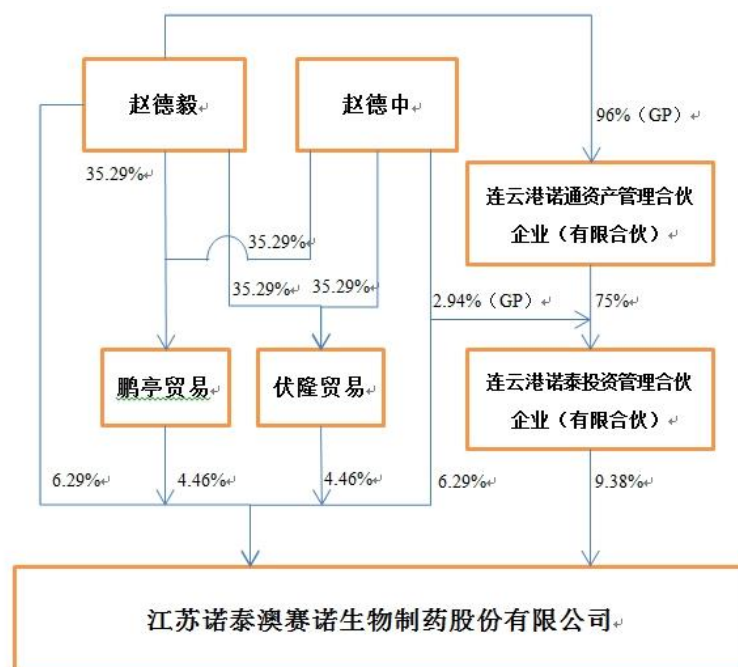 赵德毅
赵德中
96%（GP）
35.29%
连云港诺通资产管理合伙
企业（有限合伙）
35.29%
35.29%
35.29%
2.94%（GP）
75%
鹏亭贸易
伏隆贸易
连云港诺泰投资管理合伙
企业（有限合伙）
6.29%
4.46%
4.46%
6.29%
9.38%
江苏诺泰澳赛诺生物制药股份有限公司